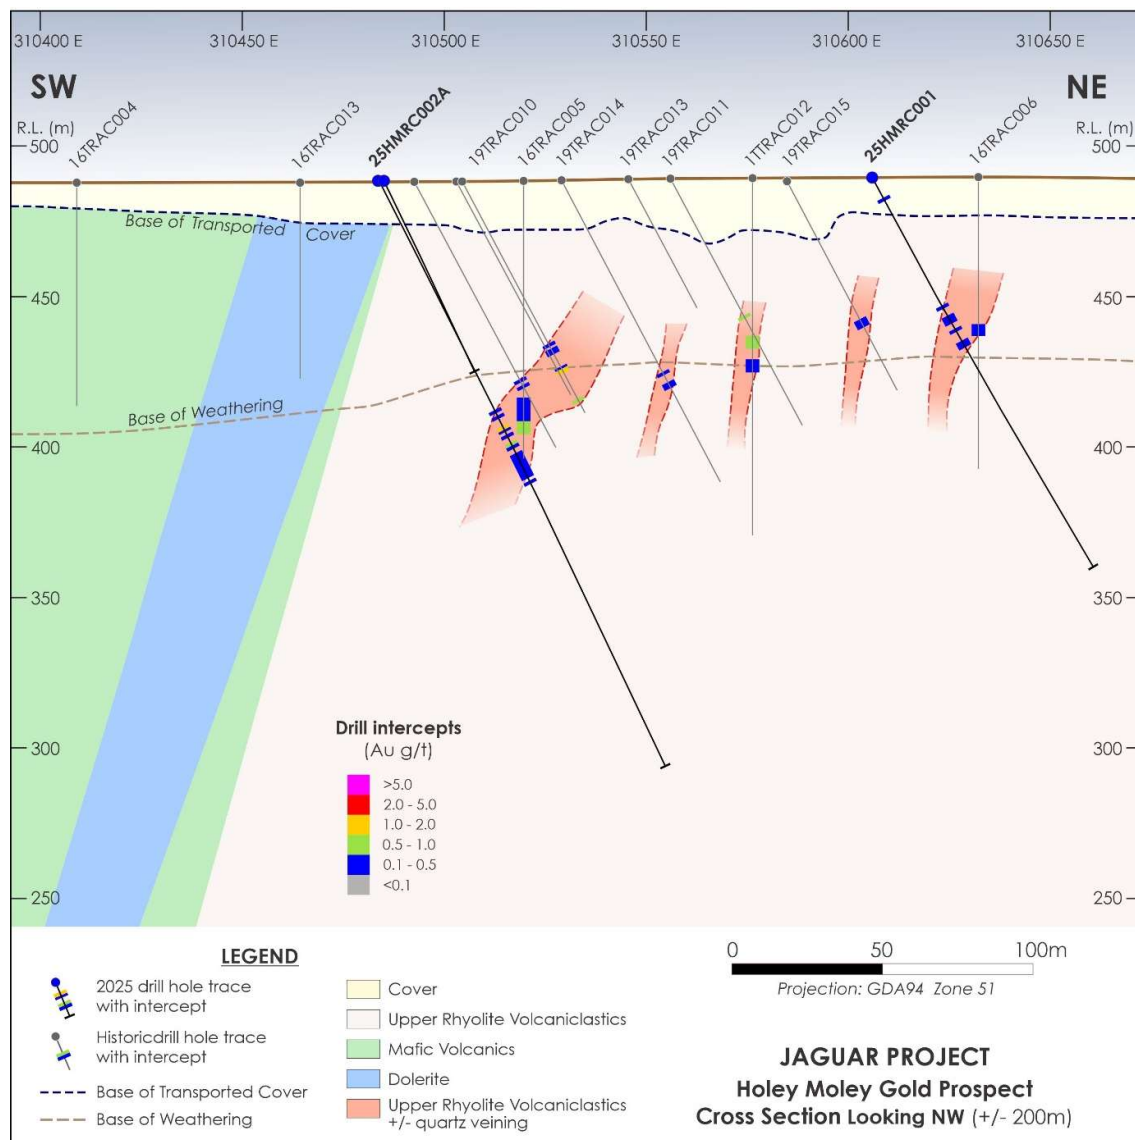 310400 E
310450 E
310500 E
310550 E
310600 E
310650 E
SW
NE
R.L. (m)
R.L. (m)
16TRAC004
16TRAC013
25HMRC002A
19TRAC010
16TRAC005
19TRAC014
19TRAC013
19TRAC011
1TTRAC012
19TRAC015
25HMRC001
16TRAC006
500
500
Base of Transported Cover
450
450
Base of Weathering
400
400
350
350
300
300
250
250
Drill intercepts
(Au g/t)
>5.0
2.0 - 5.0
1.0 - 2.0
0.5 - 1.0
0.1 - 0.5
<0.1
LEGEND
2025 drill hole trace
with intercept
Historicdrill hole trace
with intercept
Base of Transported Cover
Base of Weathering
Cover
Upper Rhyolite Volcaniclastics
Mafic Volcanics
Dolerite
Upper Rhyolite Volcaniclastics
+/- quartz veining
0 50 100m
Projection: GDA94 Zone 51
JAGUAR PROJECT
Holey Moley Gold Prospect
Cross Section Looking NW (+/- 200m)